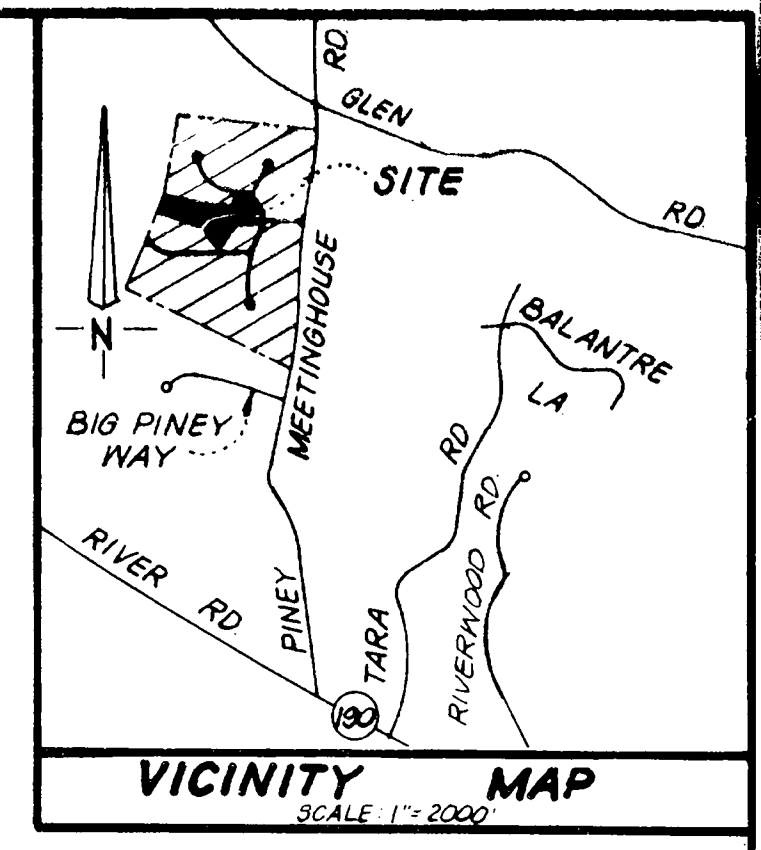 RD.
GLEN
SITE
RD.
MEETINGHOUSE
N
BALANTRE
LA
BIG PINEY
WAY
RD
RIVERWOOD RD.
RIVER RD.
PINEY
TARA
190
VICINITY MAP
SCALE: 1"= 2000'